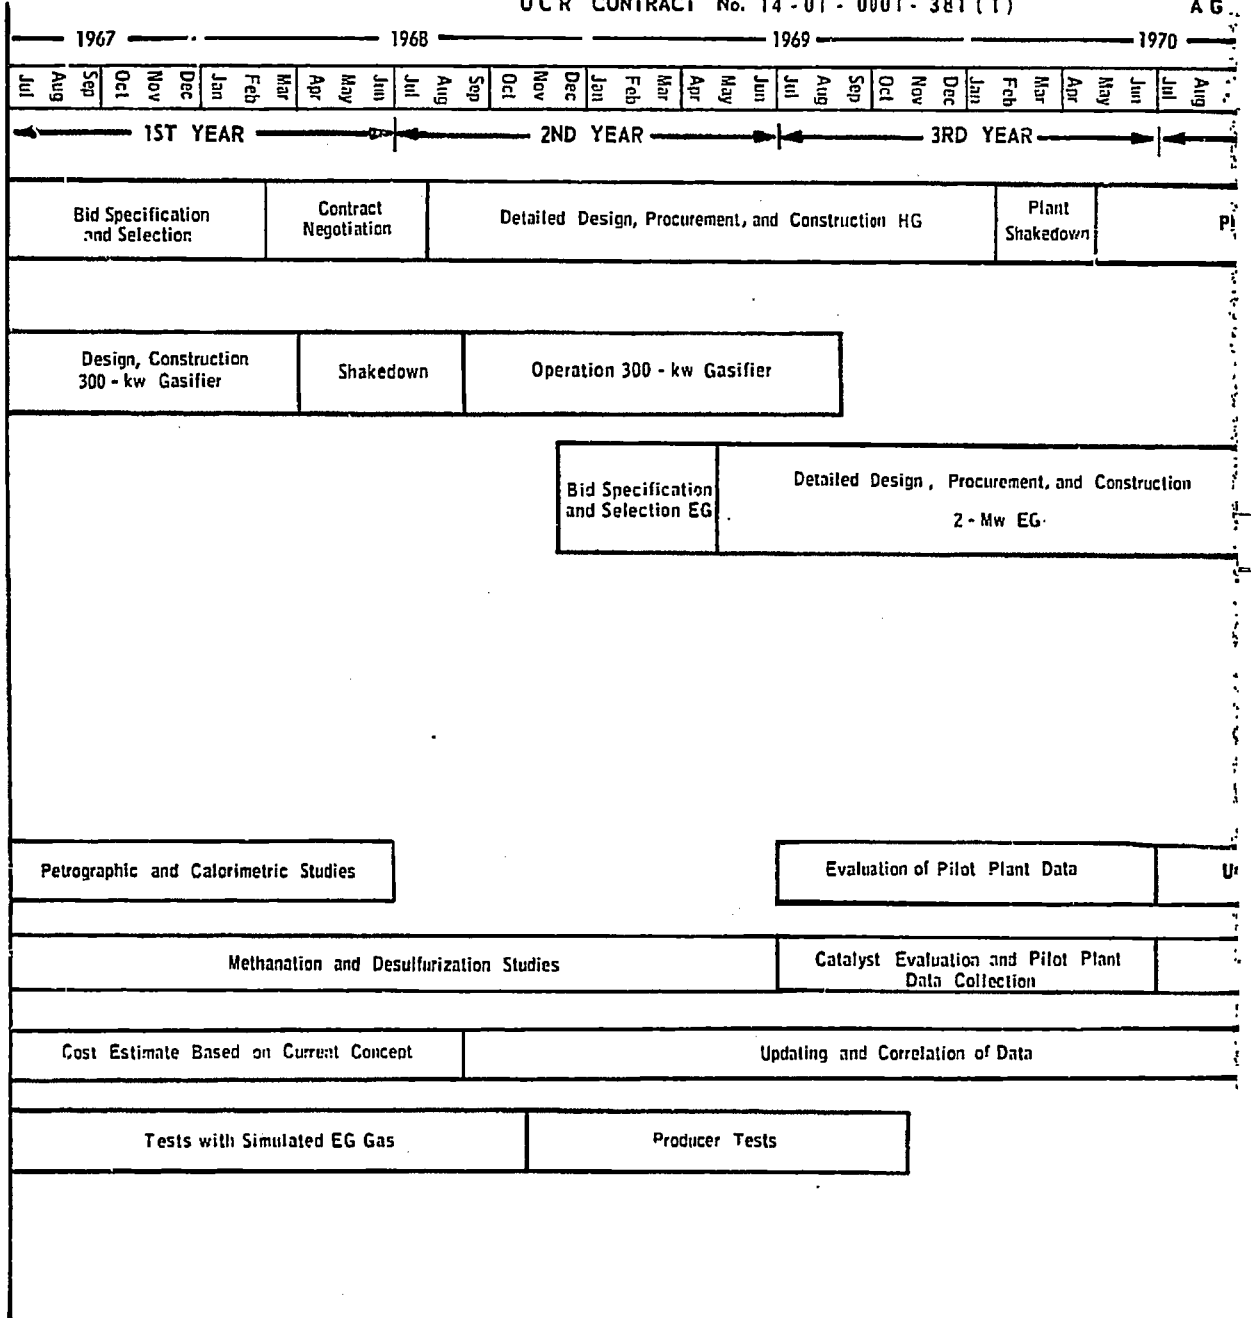 OCR CONTRACT No. 14-01-0001-381(1) AG
1967 1968 1969 1970
Jul Aug Sep Oct Nov Dec Jan Feb Mar Apr May Jun Jul Aug Sep Oct Nov Dec Jan Feb Mar Apr May Jun Jul Aug Sep Oct Nov Dec Jan Feb Mar Apr May Jun Jul Aug
1ST YEAR 2ND YEAR 3RD YEAR
Bid Specification
and Selection
Contract
Negotiation
Detailed Design, Procurement, and Construction HG
Plant
Shakedown
Design, Construction
300 - kw Gasifier
Shakedown
Operation 300 - kw Gasifier
Bid Specification
and Selection EG
Detailed Design, Procurement, and Construction
2 - Mw EG
Petrographic and Calorimetric Studies
Evaluation of Pilot Plant Data
Methanation and Desulfurization Studies
Catalyst Evaluation and Pilot Plant
Data Collection
Cost Estimate Based on Current Concept
Updating and Correlation of Data
Tests with Simulated EG Gas
Producer Tests